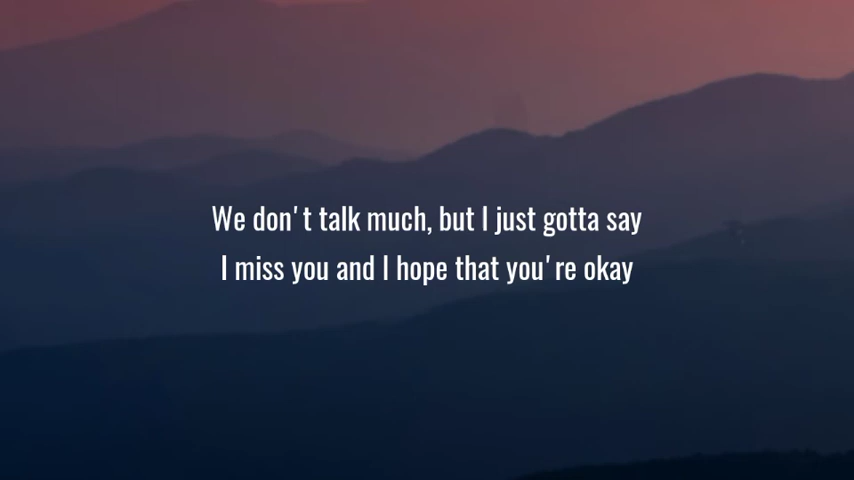 We don't talk much, but I just gotta say
I miss you and I hope that you're okay